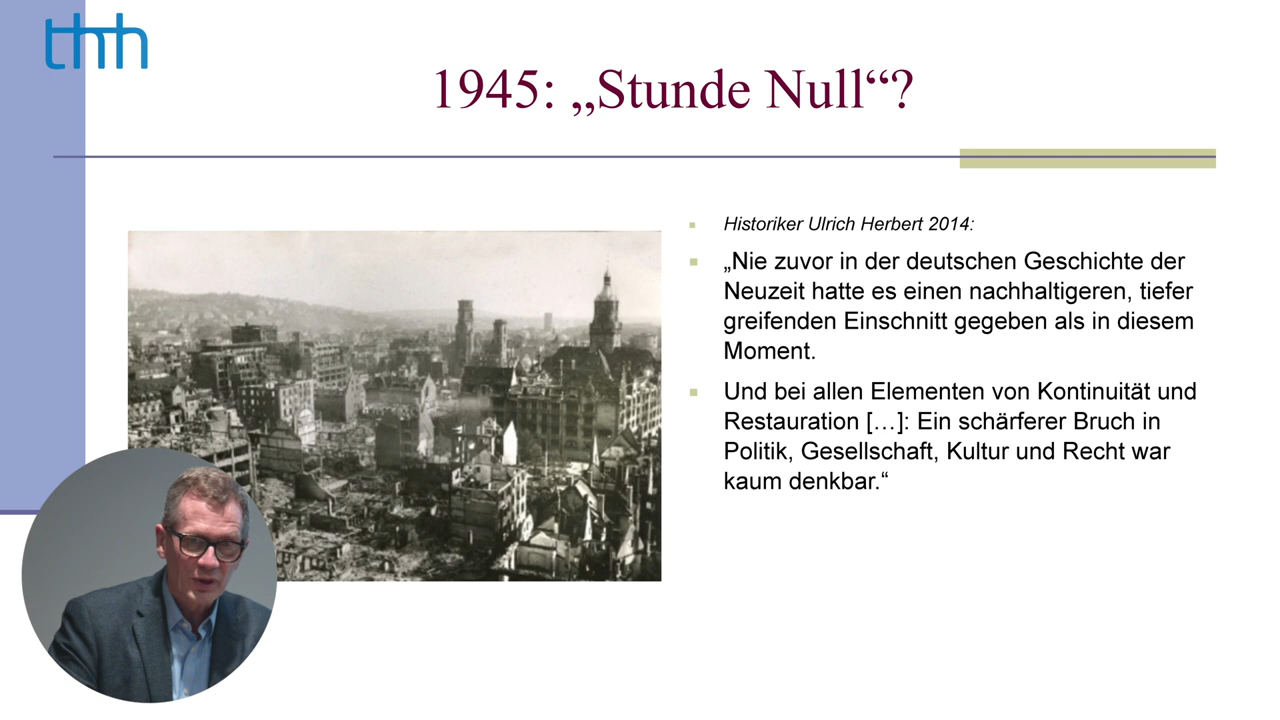 thh
1945: „Stunde Null“?
Historiker Ulrich Herbert 2014:
„Nie zuvor in der deutschen Geschichte der
Neuzeit hatte es einen nachhaltigeren, tiefer
greifenden Einschnitt gegeben als in diesem
Moment.
Und bei allen Elementen von Kontinuität und
Restauration […]: Ein schärferer Bruch in
Politik, Gesellschaft, Kultur und Recht war
kaum denkbar.“